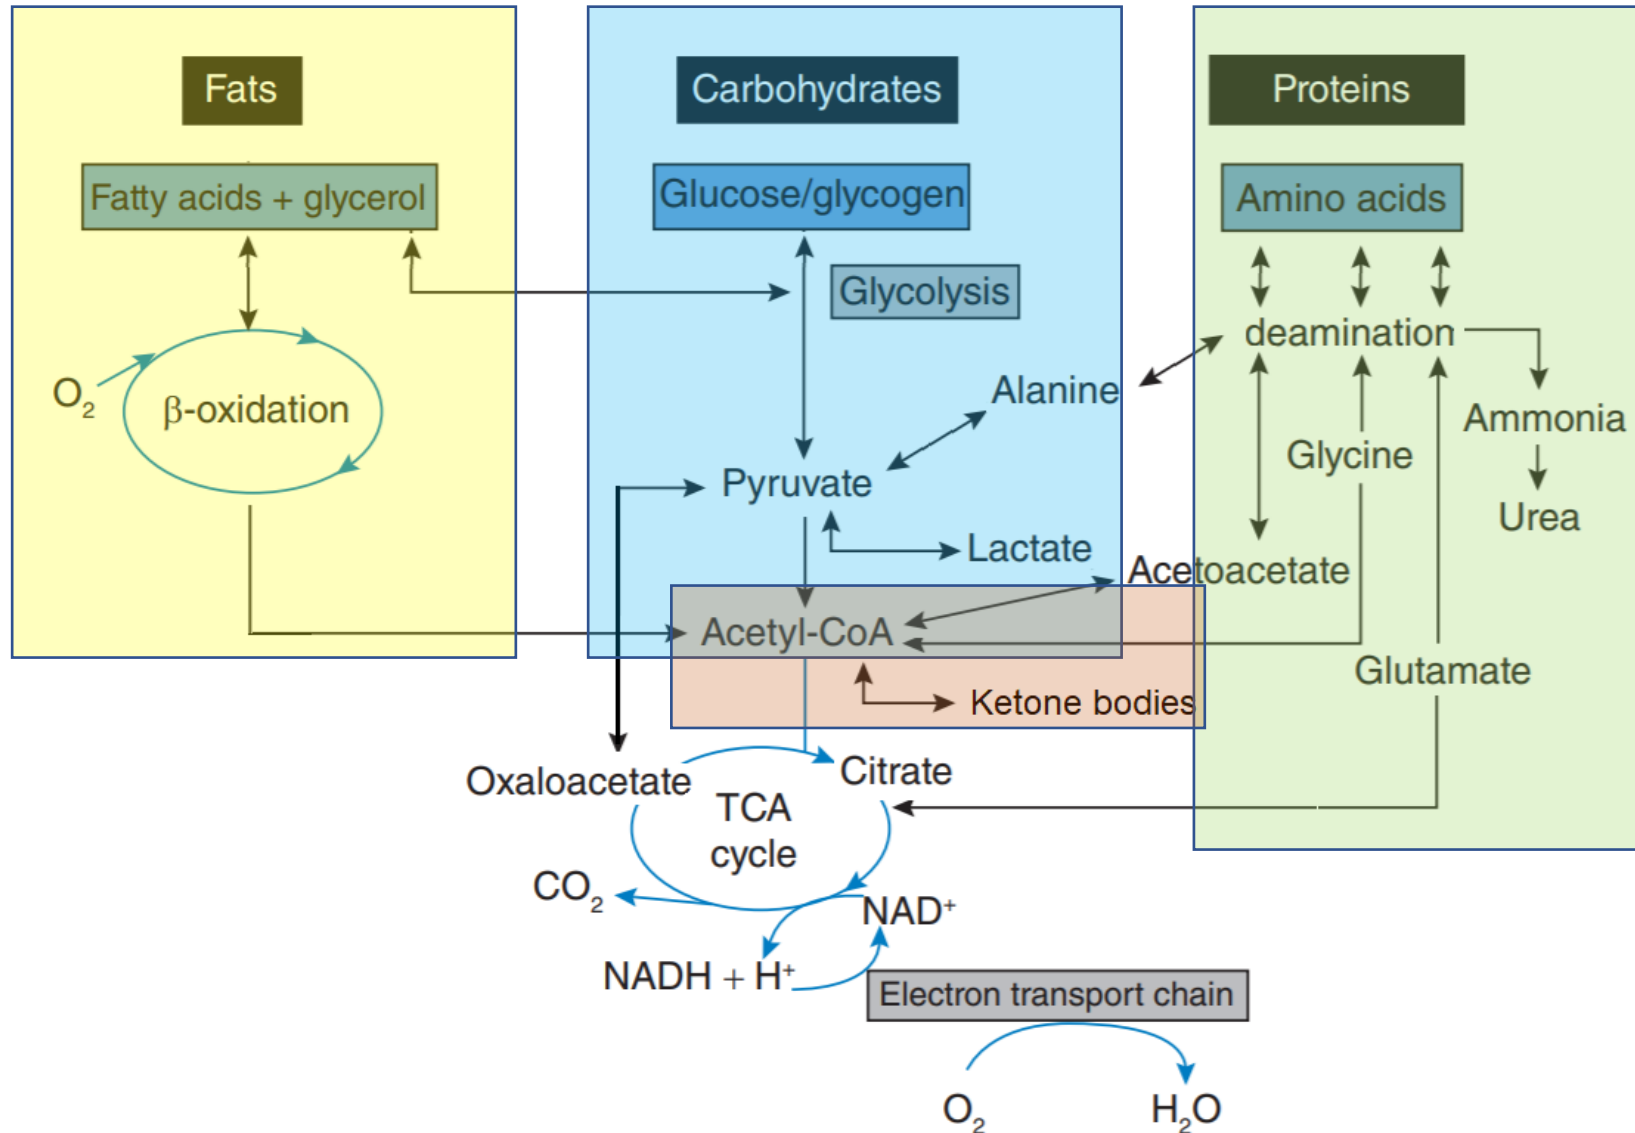 Fats
Carbohydrates
Proteins
Fatty acids + glycerol
Glucose/glycogen
Amino acids
Glycolysis
deamination
O₂
β-oxidation
Alanine
Ammonia
Glycine
Pyruvate
Urea
Lactate
Acetoacetate
Acetyl-CoA
Glutamate
Ketone bodies
Oxaloacetate
Citrate
TCA
cycle
CO₂
NAD⁺
NADH + H⁺
Electron transport chain
O₂
H₂O